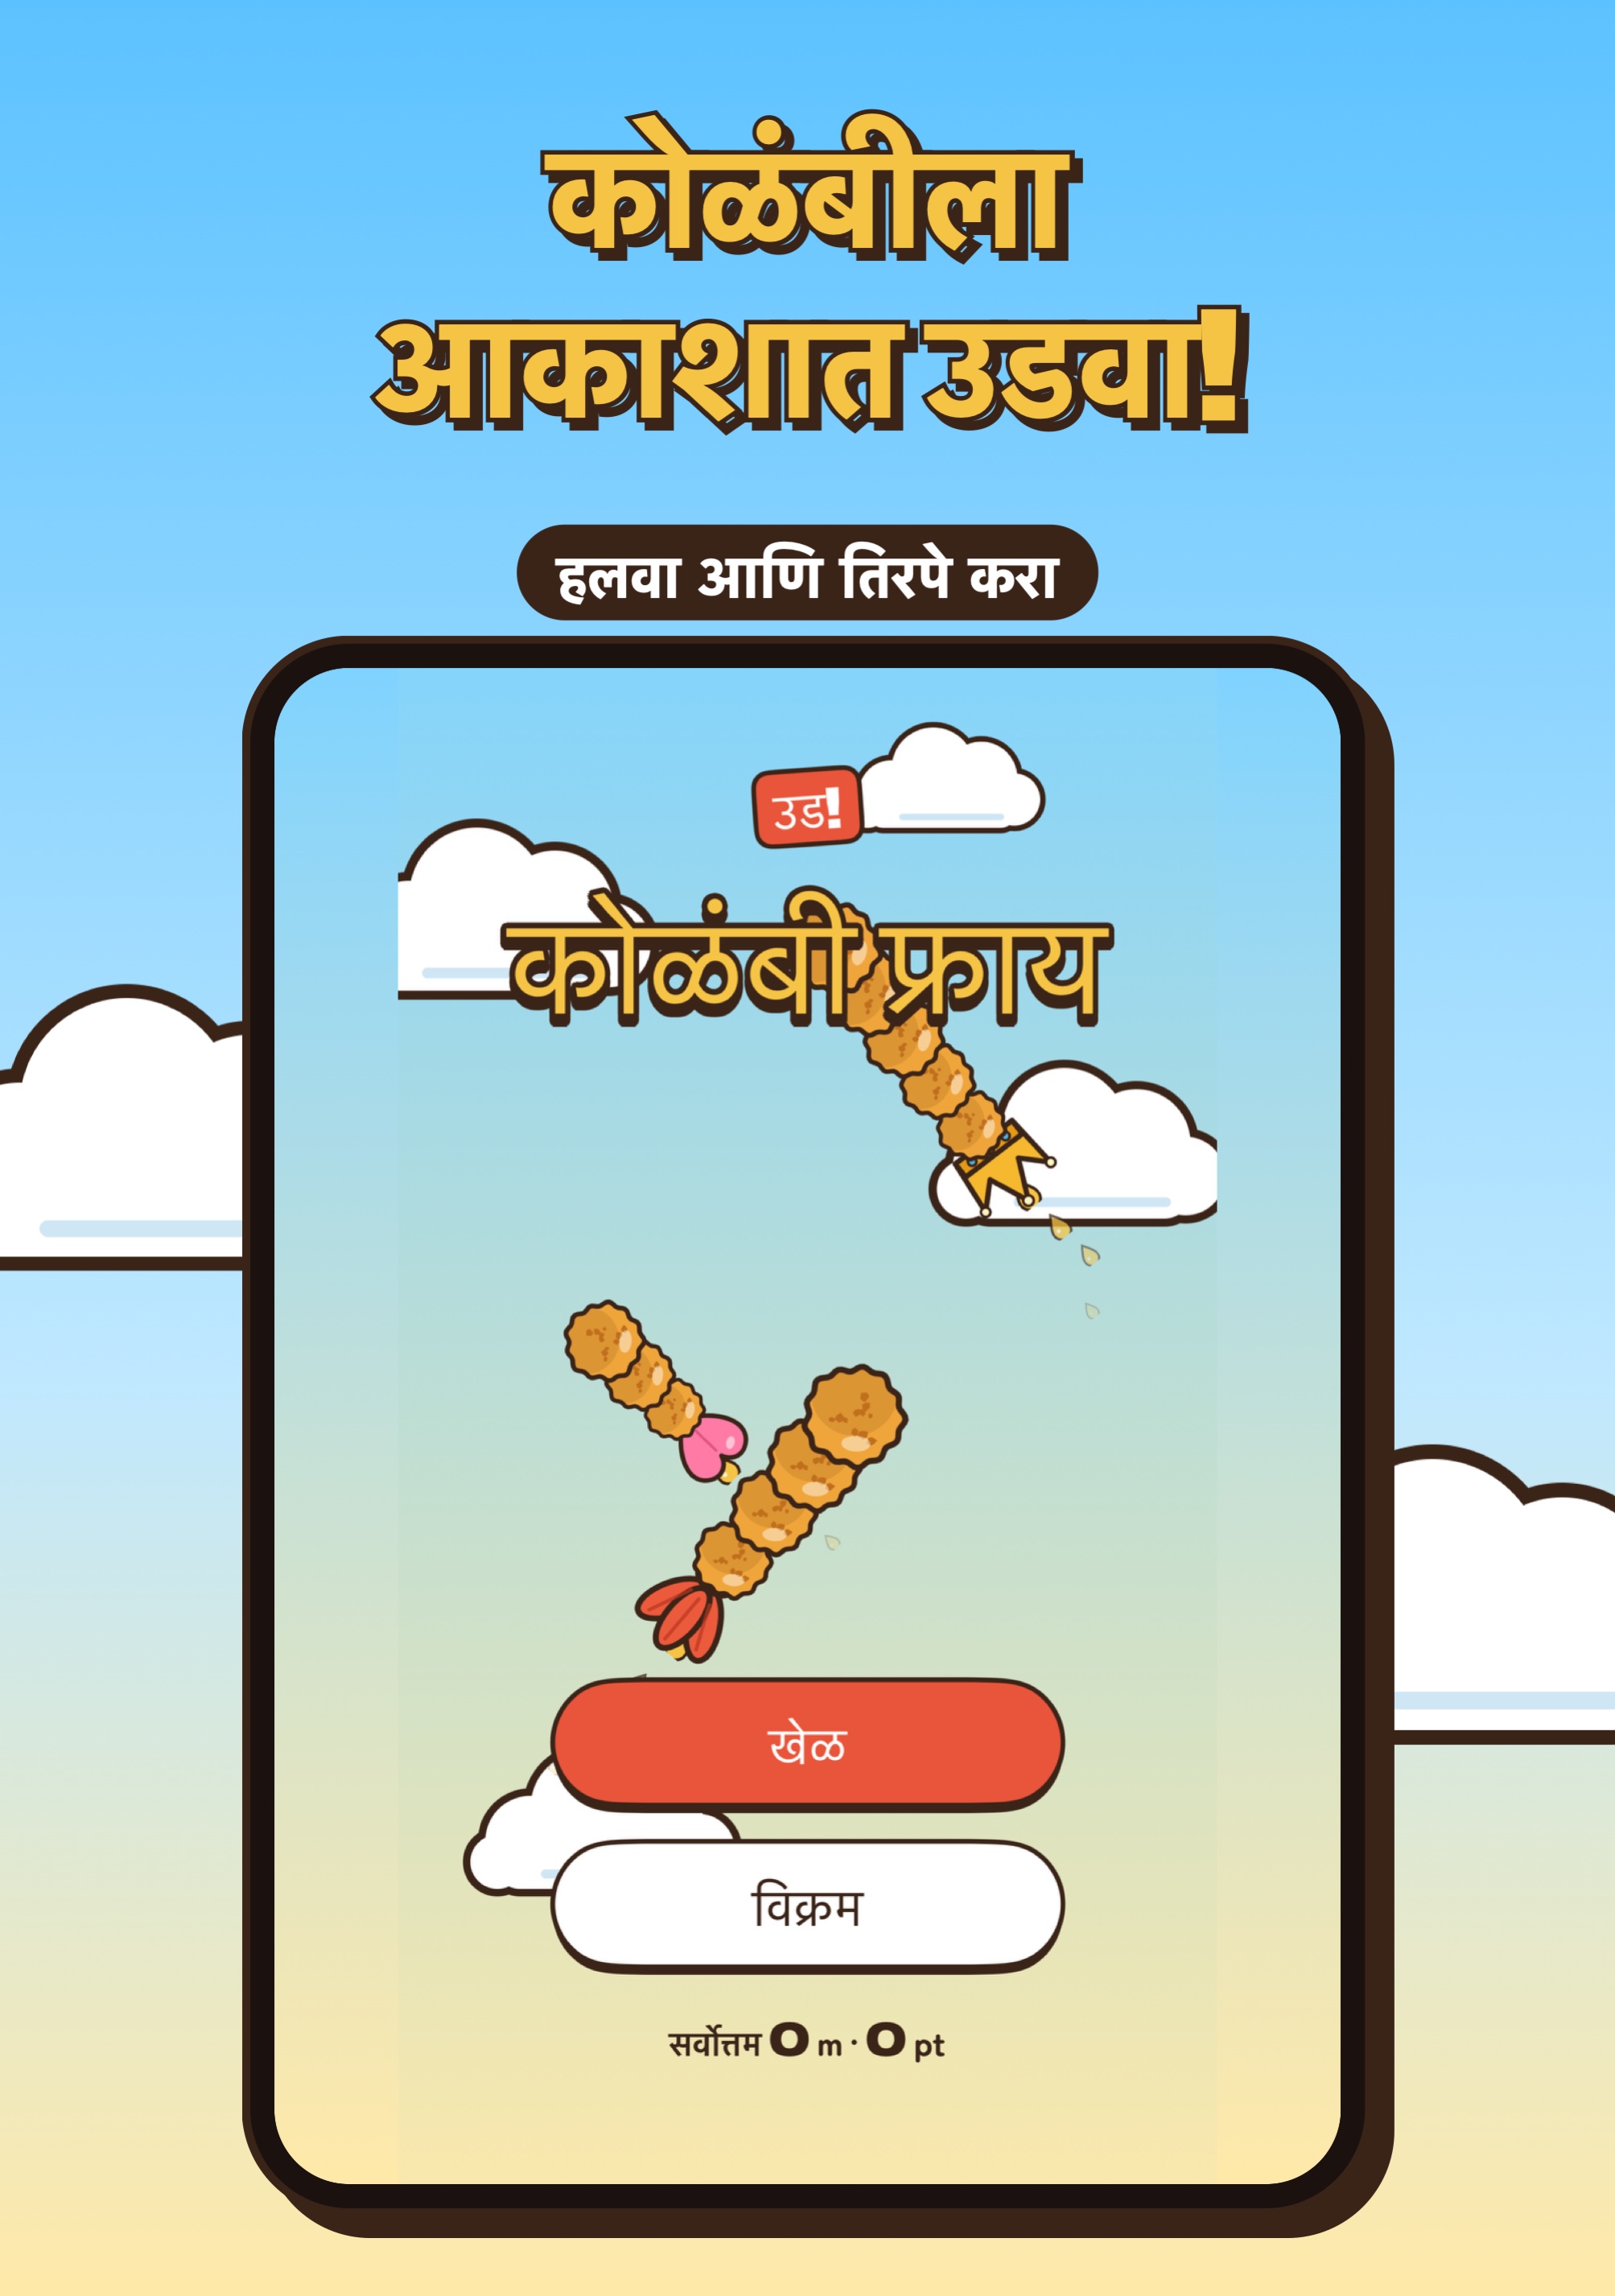 कोळंबीला
आकाशात उडवा!
हलवा आणि तिरपे करा
उड!
कोळंबी फ्राय
खेळ
विक्रम
सर्वोत्तम 0 m · 0 pt